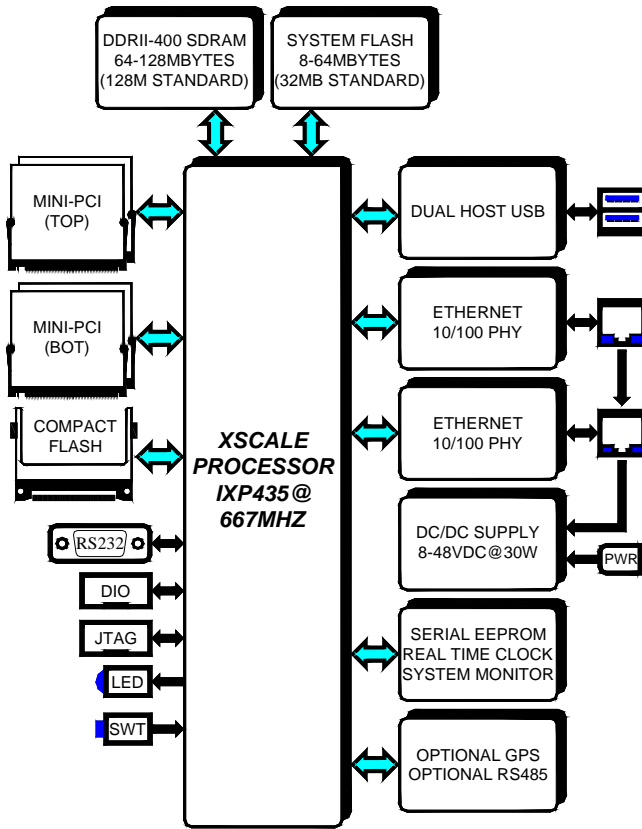 DDRII-400 SDRAM
64-128MBYTES
(128M STANDARD)
SYSTEM FLASH
8-64MBYTES
(32MB STANDARD)
MINI-PCI
(TOP)
MINI-PCI
(BOT)
COMPACT
FLASH
RS232
DIO
JTAG
LED
SWT
XSCALE
PROCESSOR
IXP435@
667MHZ
DUAL HOST USB
ETHERNET
10/100 PHY
ETHERNET
10/100 PHY
DC/DC SUPPLY
8-48VDC@30W
PWR
SERIAL EEPROM
REAL TIME CLOCK
SYSTEM MONITOR
OPTIONAL GPS
OPTIONAL RS485